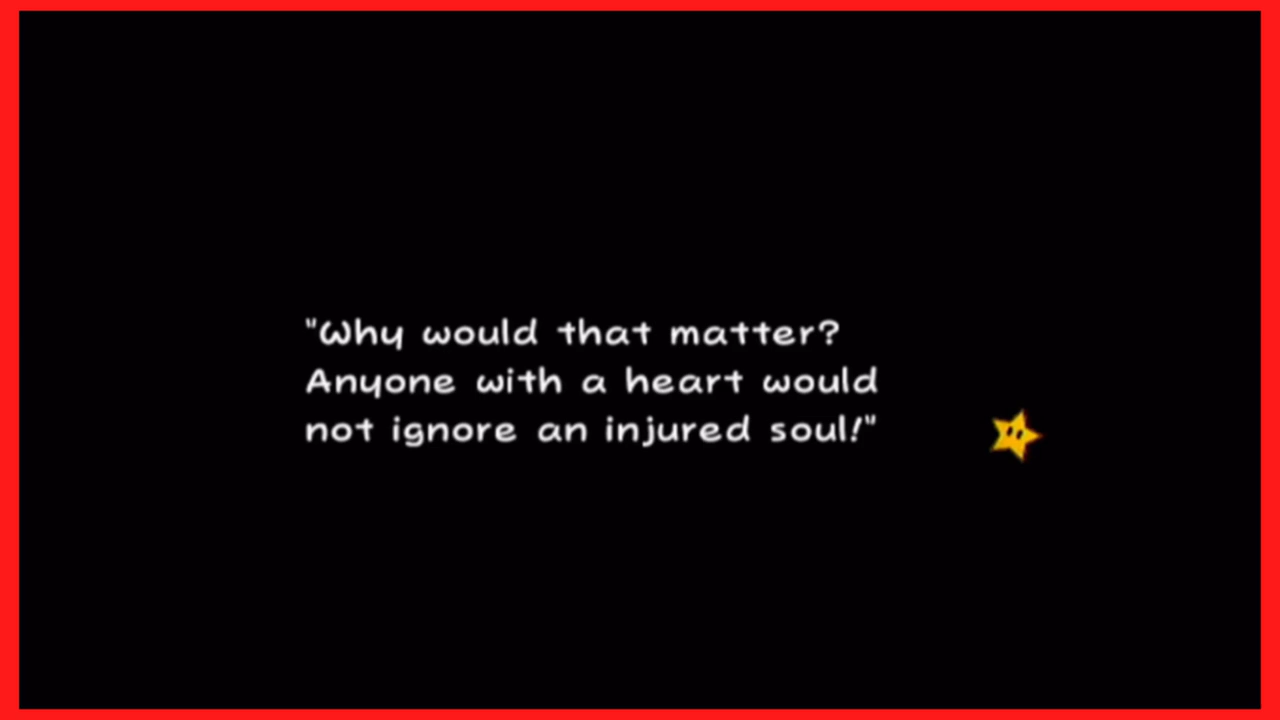 "Why would that matter?
Anyone with a heart would
not ignore an injured soul!"